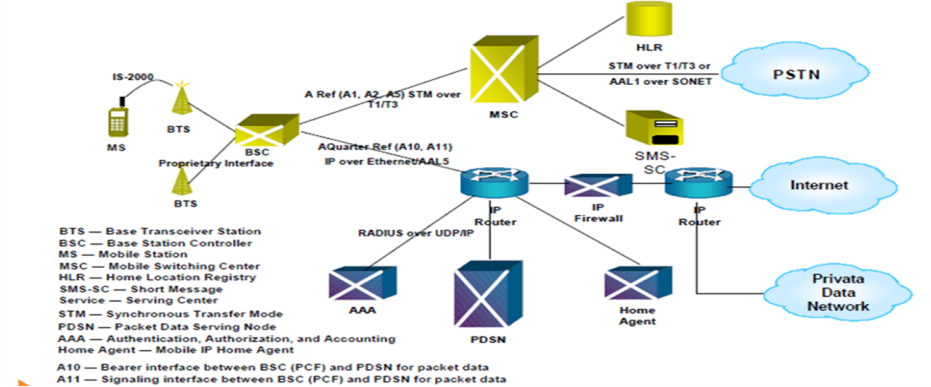 HLR
IS-2000
STM over T1/T3 or
AAL1 over SONET
PSTN
A Ref (A1, A2, A5) STM over
T1/T3
MSC
BTS
MS
BSC
AQuarter Ref (A10, A11)
Proprietary Interface
IP over Ethernet/AAL5
SMS-
SC
BTS
IP
Router
IP
Firewall
IP
Router
Internet
RADIUS over UDP/IP
BTS — Base Transceiver Station
BSC — Base Station Controller
MS — Mobile Station
MSC — Mobile Switching Center
HLR — Home Location Registry
SMS-SC — Short Message
Service — Serving Center
STM — Synchronous Transfer Mode
PDSN — Packet Data Serving Node
AAA — Authentication, Authorization, and Accounting
Home Agent — Mobile IP Home Agent
AAA
PDSN
Home
Agent
Privata
Data
Network
A10 — Bearer interface between BSC (PCF) and PDSN for packet data
A11 — Signaling interface between BSC (PCF) and PDSN for packet data